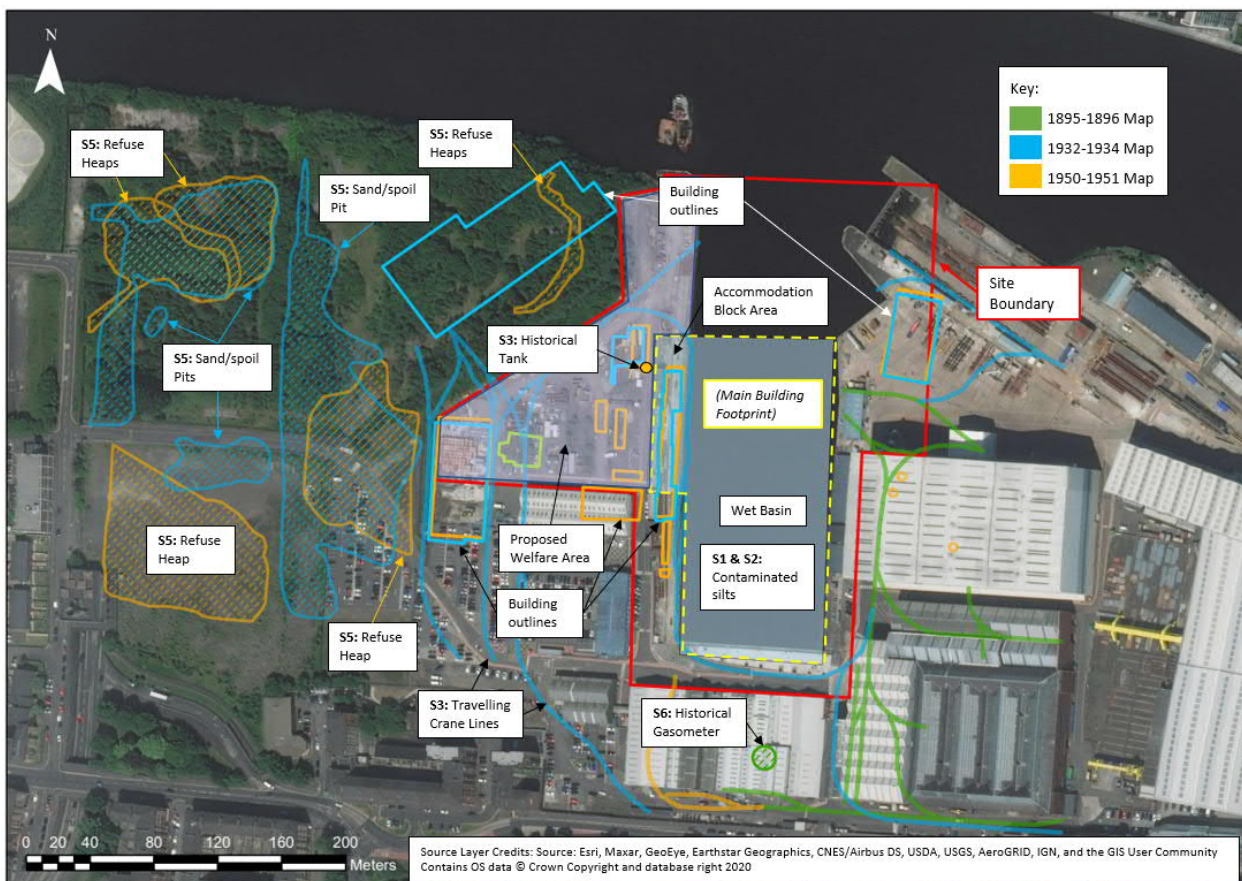 N
Key:
1895-1896 Map
1932-1934 Map
1950-1951 Map
S5: Refuse
Heaps
S5: Refuse
Heaps
S5: Sand/spoil
Pit
Building
outlines
Site
Boundary
Accommodation
Block Area
S3: Historical
Tank
S5: Sand/spoil
Pits
(Main Building
Footprint)
Wet Basin
S1 & S2:
Contaminated
silts
Proposed
Welfare Area
S5: Refuse
Heap
Building
outlines
S5: Refuse
Heap
S3: Travelling
Crane Lines
S6: Historical
Gasometer
0 20 40 80 120 160 200
Meters
Source Layer Credits: Source: Esri, Maxar, GeoEye, Earthstar Geographics, CNES/Airbus DS, USDA, USGS, AeroGRID, IGN, and the GIS User Community
Contains OS data © Crown Copyright and database right 2020